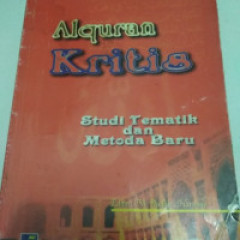 Alquran
Kritis
Studi Tematik
dan
Metoda Baru